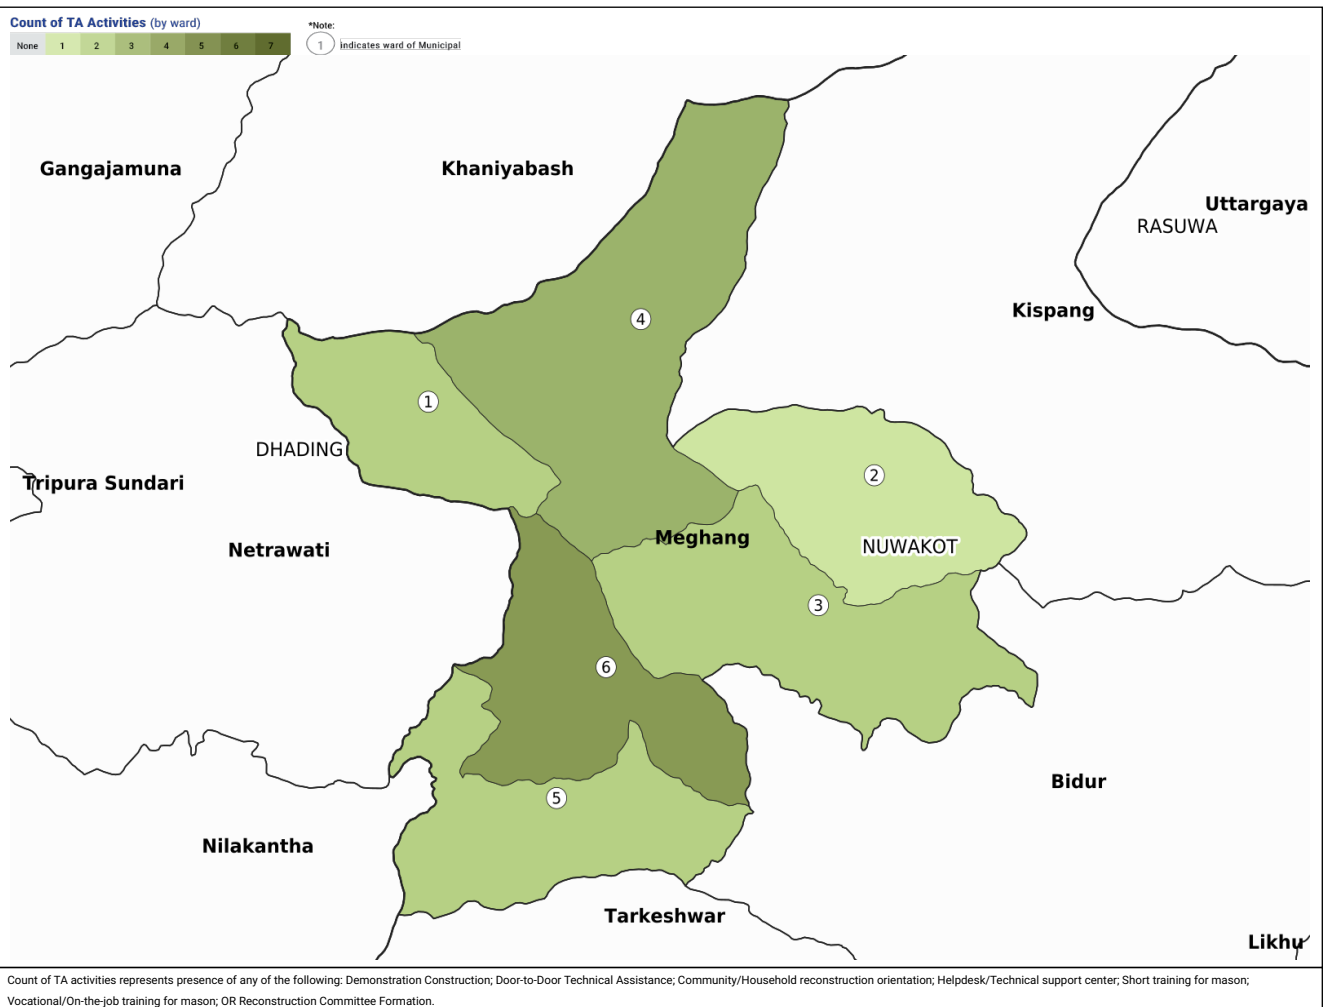 Count of TA Activities (by ward)
*Note:
None 1 2 3 4 5 6 7
1 indicates ward of Municipal
Gangajamuna
Khaniyabash
Uttargaya
RASUWA
Kispang
4
1
DHADING
2
Tripura Sundari
Meghang
NUWAKOT
Netrawati
3
6
Bidur
5
Nilakantha
Tarkeshwar
Likhu
Count of TA activities represents presence of any of the following: Demonstration Construction; Door-to-Door Technical Assistance; Community/Household reconstruction orientation; Helpdesk/Technical support center; Short training for mason;
Vocational/On-the-job training for mason; OR Reconstruction Committee Formation.